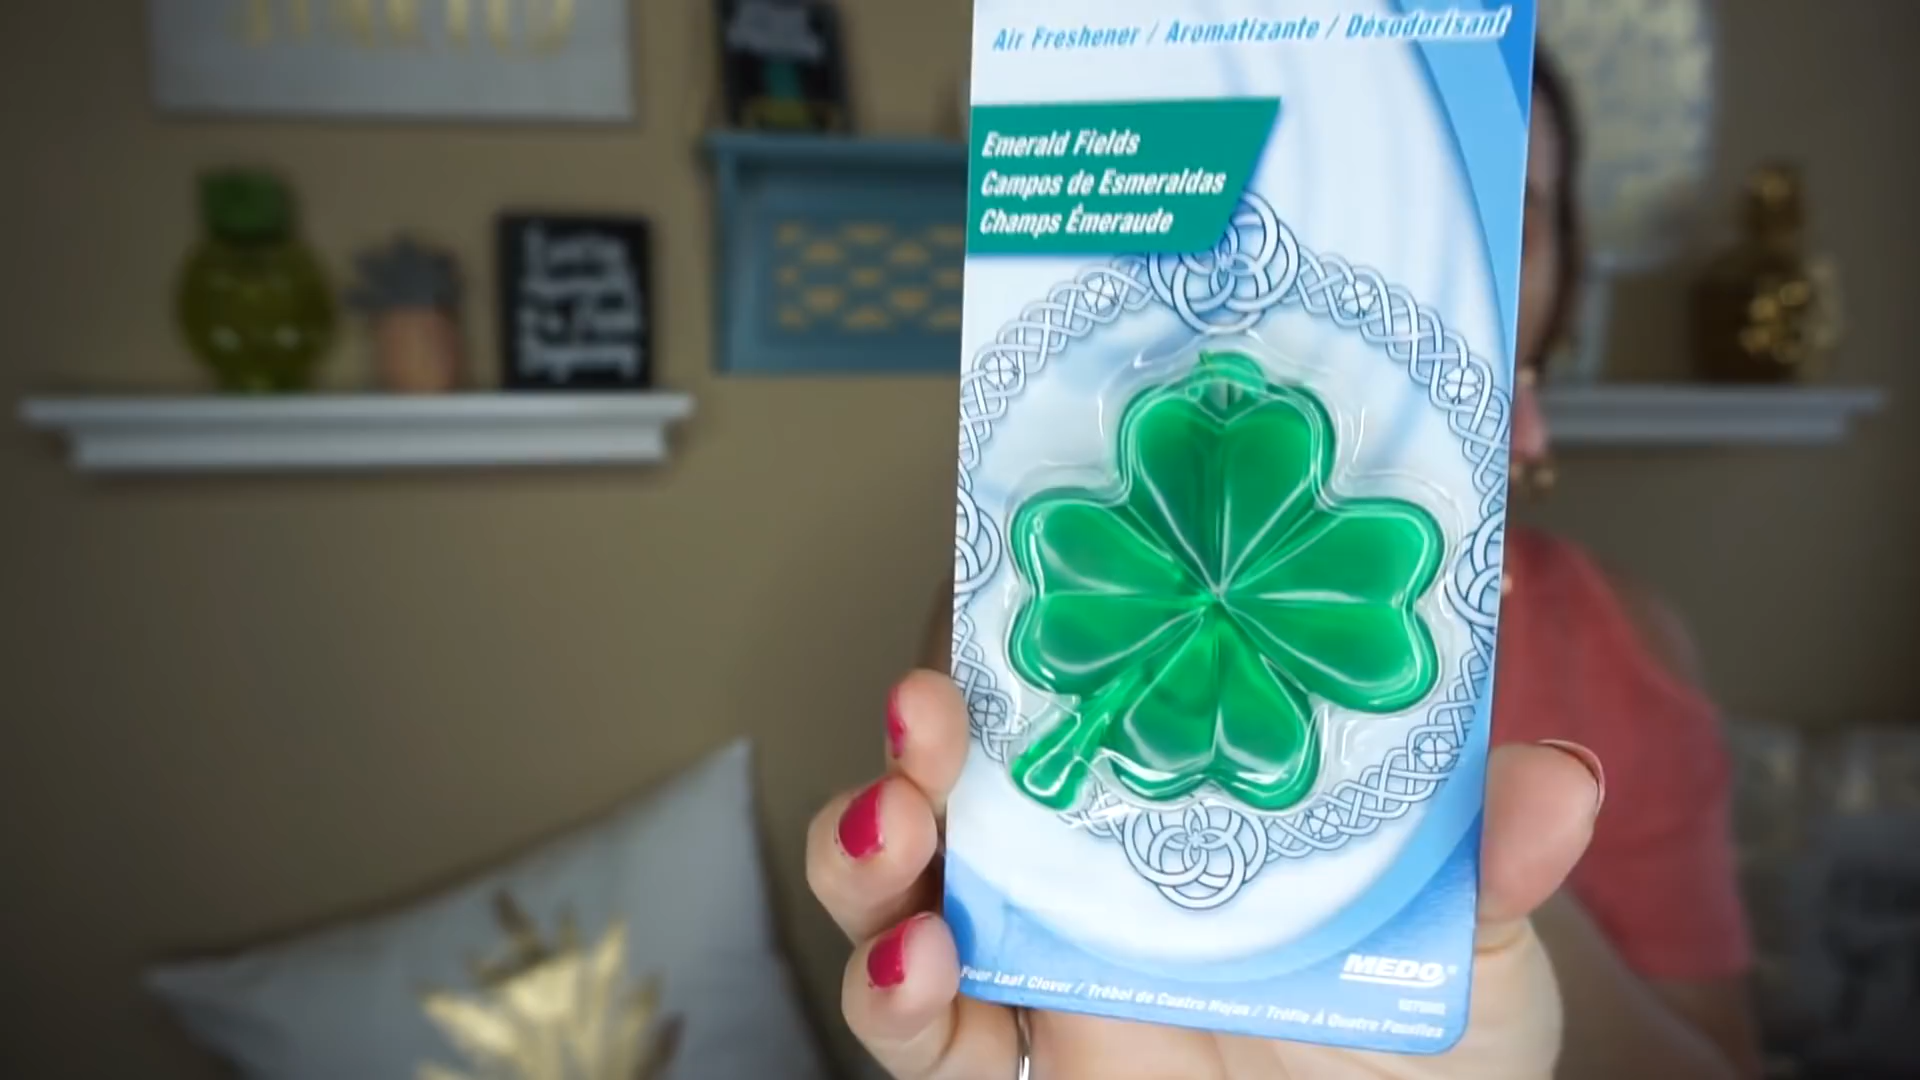 Air Freshener / Aromatizante / Désodorisant
Emerald Fields
Campos de Esmeraldas
Champs Émeraude
MEDO
Four Leaf Clover / Trébol de Cuatro Hojas / Trèfle À Quatre Feuilles